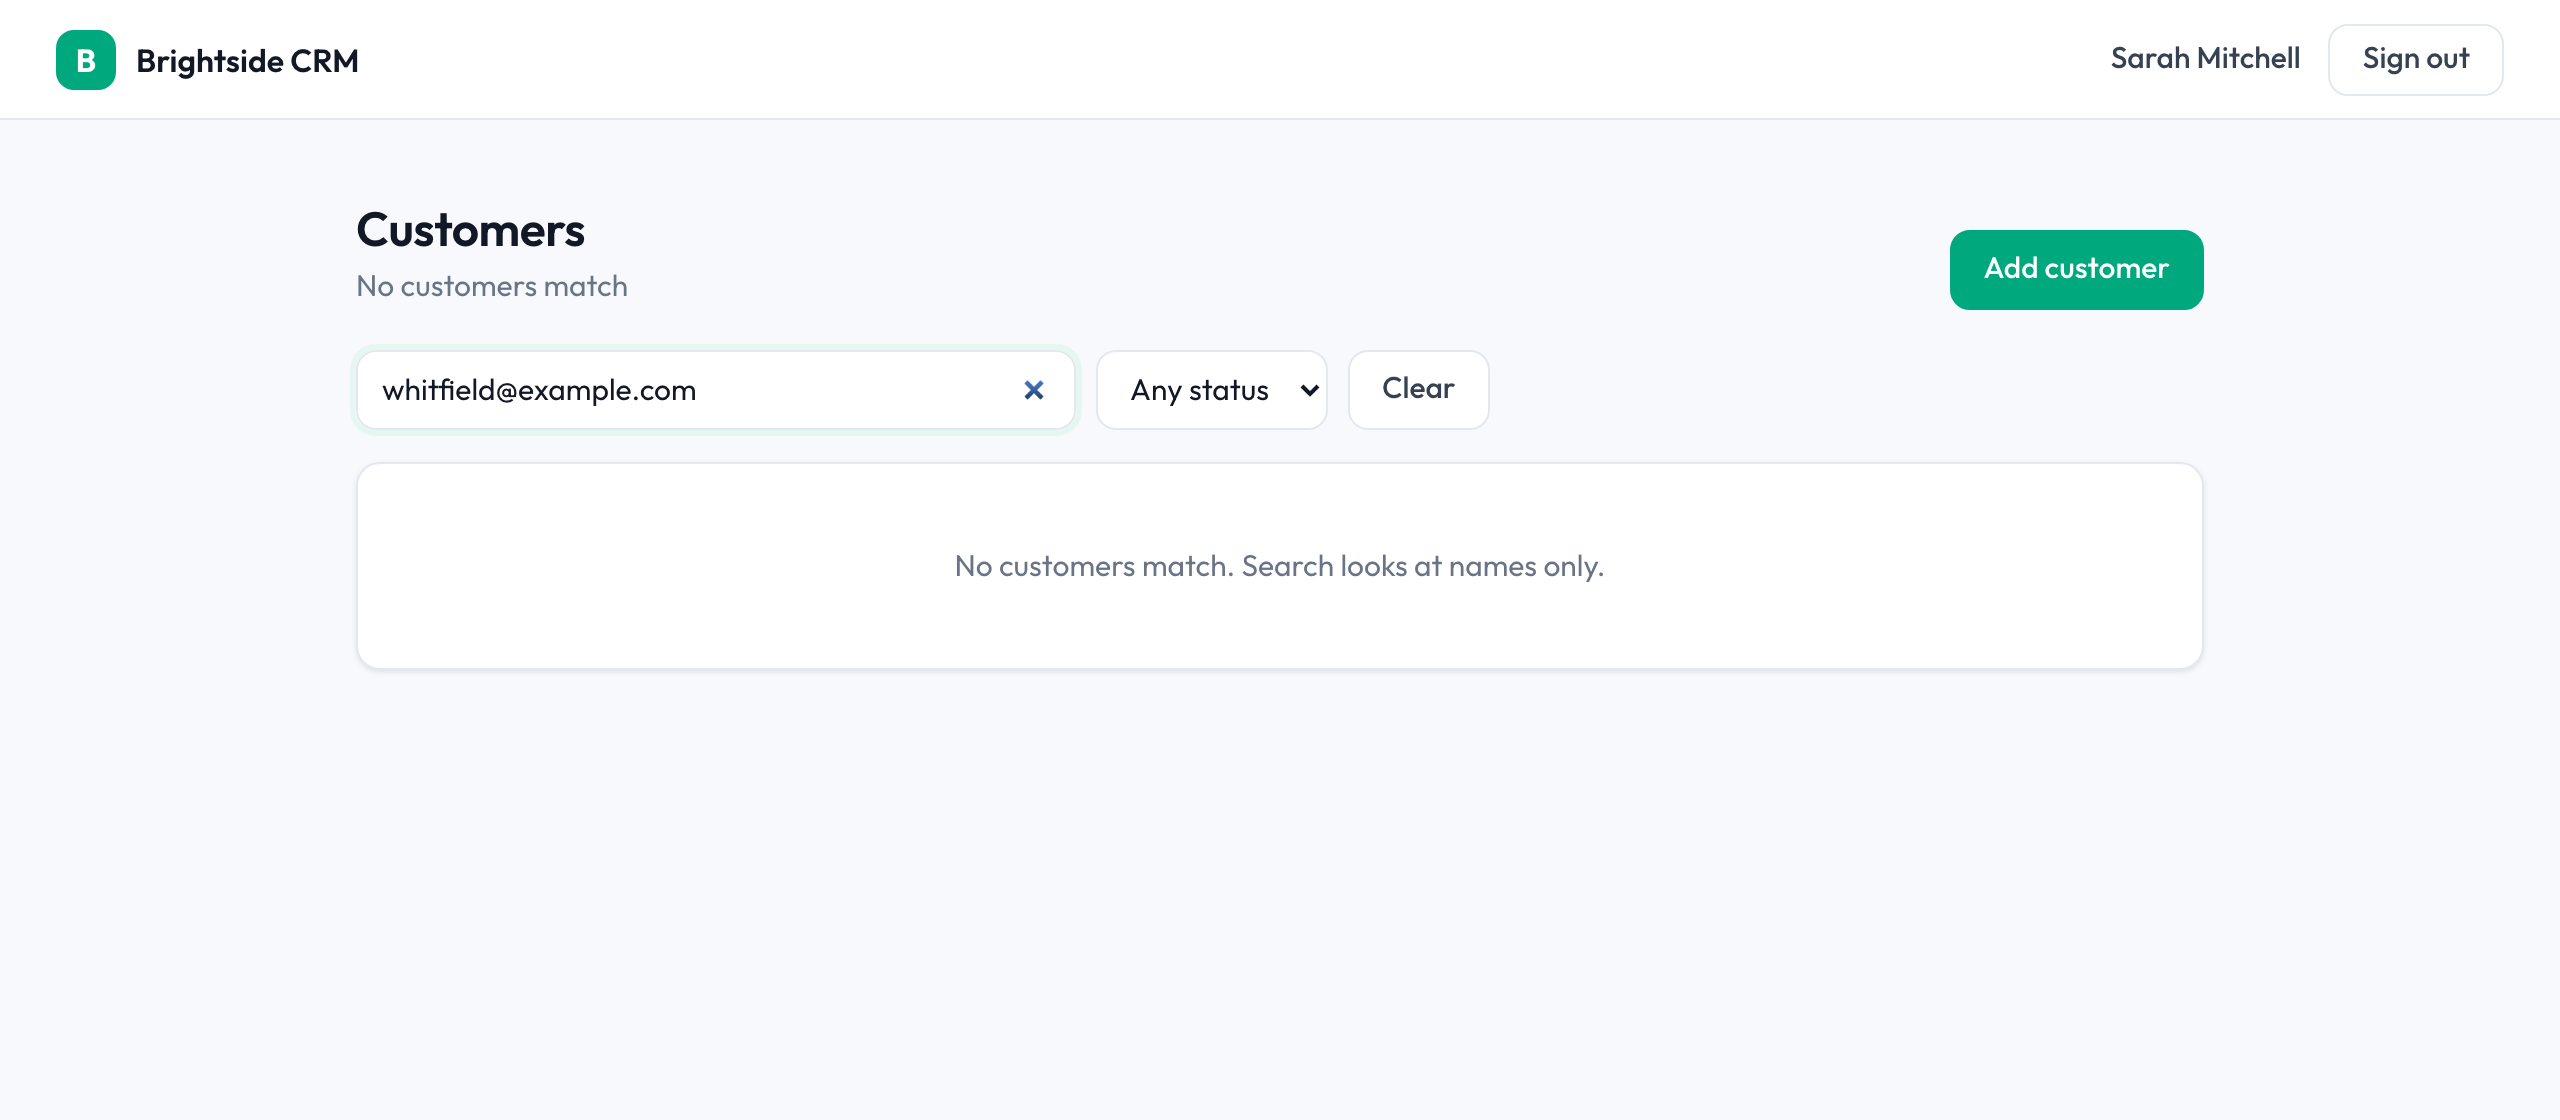 B Brightside CRM
Sarah Mitchell
Sign out
Customers
No customers match
Add customer
whitfield@example.com
Any status
Clear
No customers match. Search looks at names only.